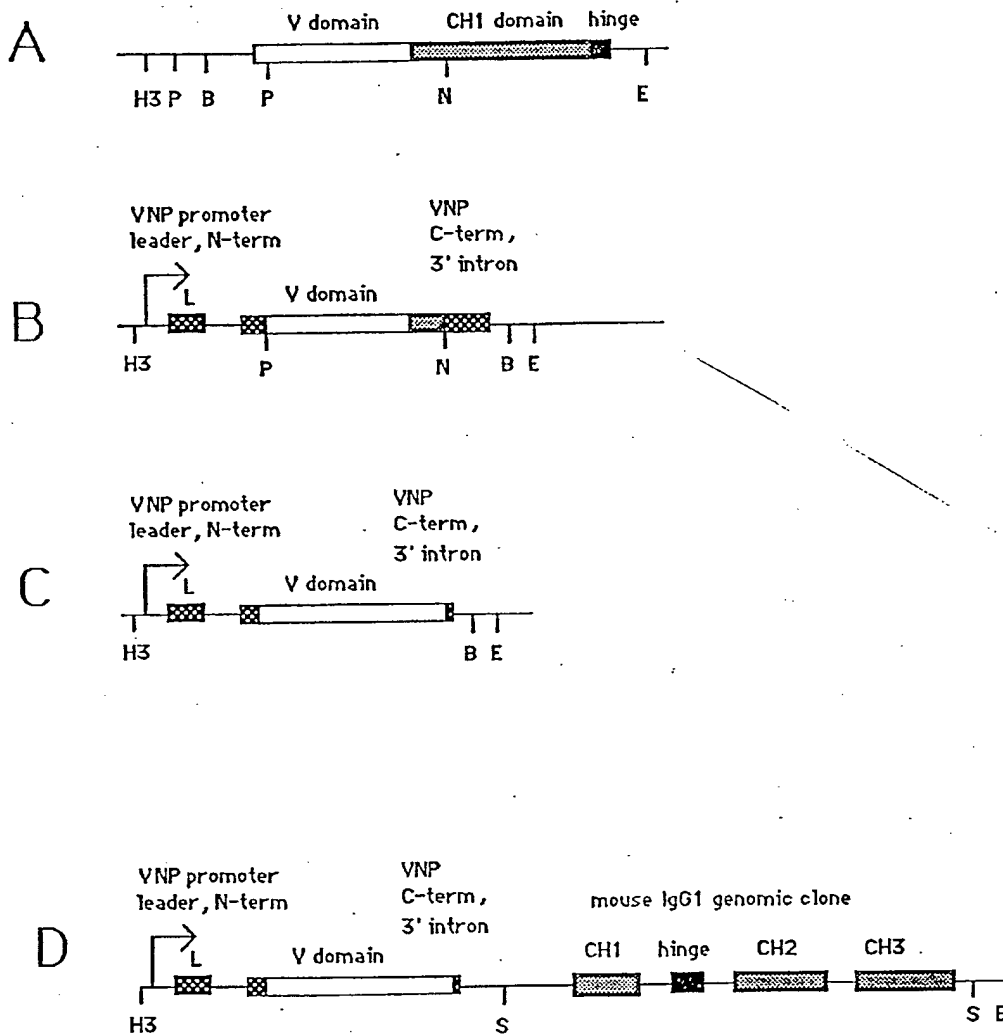 A
V domain CH1 domain hinge
H3 P B P N E
B
VNP promoter
leader, N-term
VNP
C-term,
3' intron
L
V domain
H3 P N B E
C
VNP promoter
leader, N-term
VNP
C-term,
3' intron
L
V domain
H3 B E
D
VNP promoter
leader, N-term
VNP
C-term,
3' intron
mouse IgG1 genomic clone
L
V domain
CH1 hinge CH2 CH3
H3 S S B